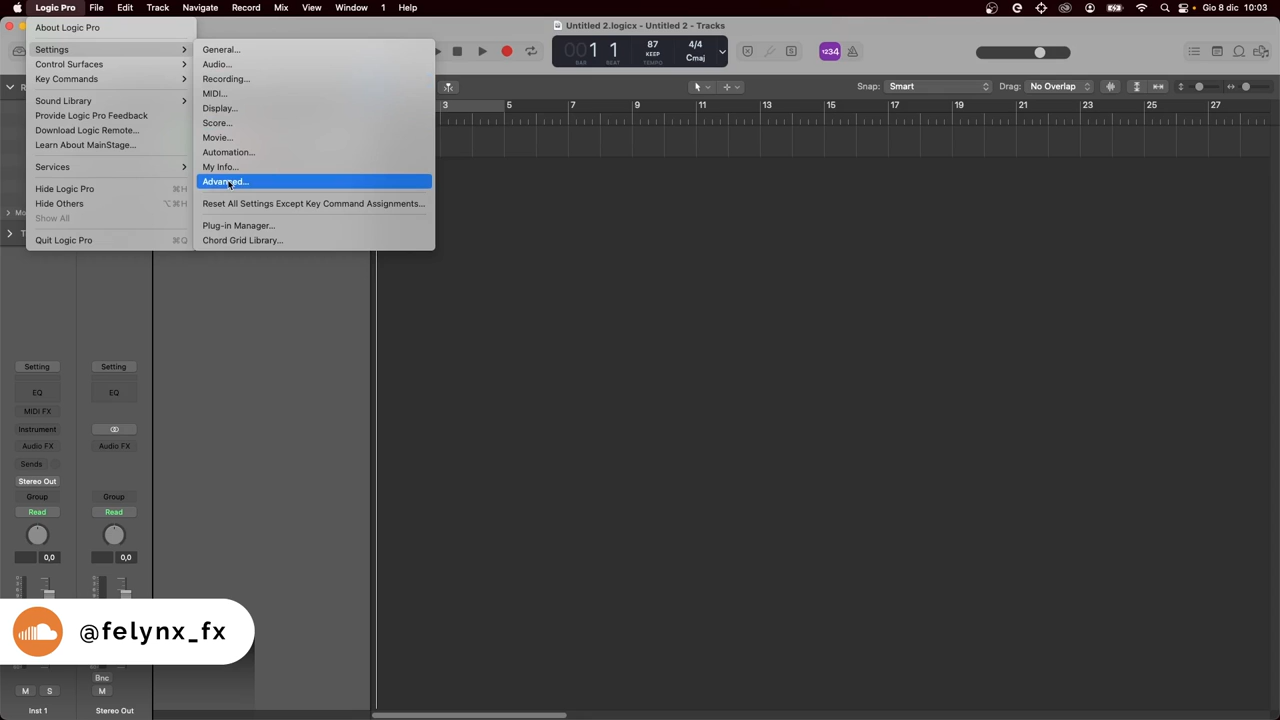 Logic Pro File Edit Track Navigate Record Mix View Window 1 Help Gio 8 dic 10:03
Untitled 2.logicx - Untitled 2 - Tracks
About Logic Pro
Settings
Control Surfaces
Key Commands
Sound Library
Provide Logic Pro Feedback
Download Logic Remote...
Learn About MainStage...
Services
Hide Logic Pro ⌘H
Hide Others ⌥⌘H
Show All
Quit Logic Pro ⌘Q
General...
Audio...
Recording...
MIDI...
Display...
Score...
Movie...
Automation...
My Info...
Advanced...
Reset All Settings Except Key Command Assignments...
Plug-in Manager...
Chord Grid Library...
001 1
BAR BEAT
87
KEEP
TEMPO
4/4
Cmaj
1234
Snap: Smart Drag: No Overlap
3 5 7 9 11 13 15 17 19 21 23 25 27
Setting Setting
EQ EQ
MIDI FX
Instrument
Audio FX Audio FX
Sends
Stereo Out
Group Group
Read Read
0,0 0,0
@felynx_fx
Bnc
M S M
Inst 1 Stereo Out